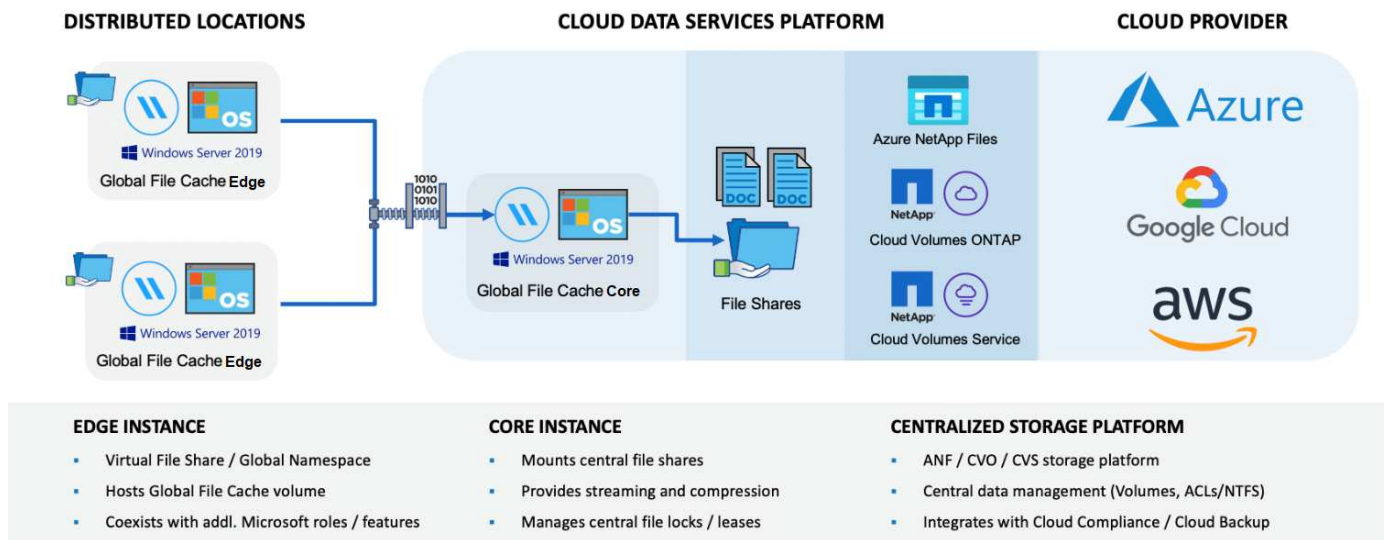 DISTRIBUTED LOCATIONS
CLOUD DATA SERVICES PLATFORM
CLOUD PROVIDER
OS
Windows Server 2019
Global File Cache Edge
OS
Windows Server 2019
Global File Cache Edge
1010
0101
1010
OS
Windows Server 2019
Global File Cache Core
DOC
DOC
File Shares
Azure NetApp Files
NetApp
Cloud Volumes ONTAP
NetApp
Cloud Volumes Service
Azure
Google Cloud
aws
EDGE INSTANCE
Virtual File Share / Global Namespace
Hosts Global File Cache volume
Coexists with addl. Microsoft roles / features
CORE INSTANCE
Mounts central file shares
Provides streaming and compression
Manages central file locks / leases
CENTRALIZED STORAGE PLATFORM
ANF / CVO / CVS storage platform
Central data management (Volumes, ACLs/NTFS)
Integrates with Cloud Compliance / Cloud Backup